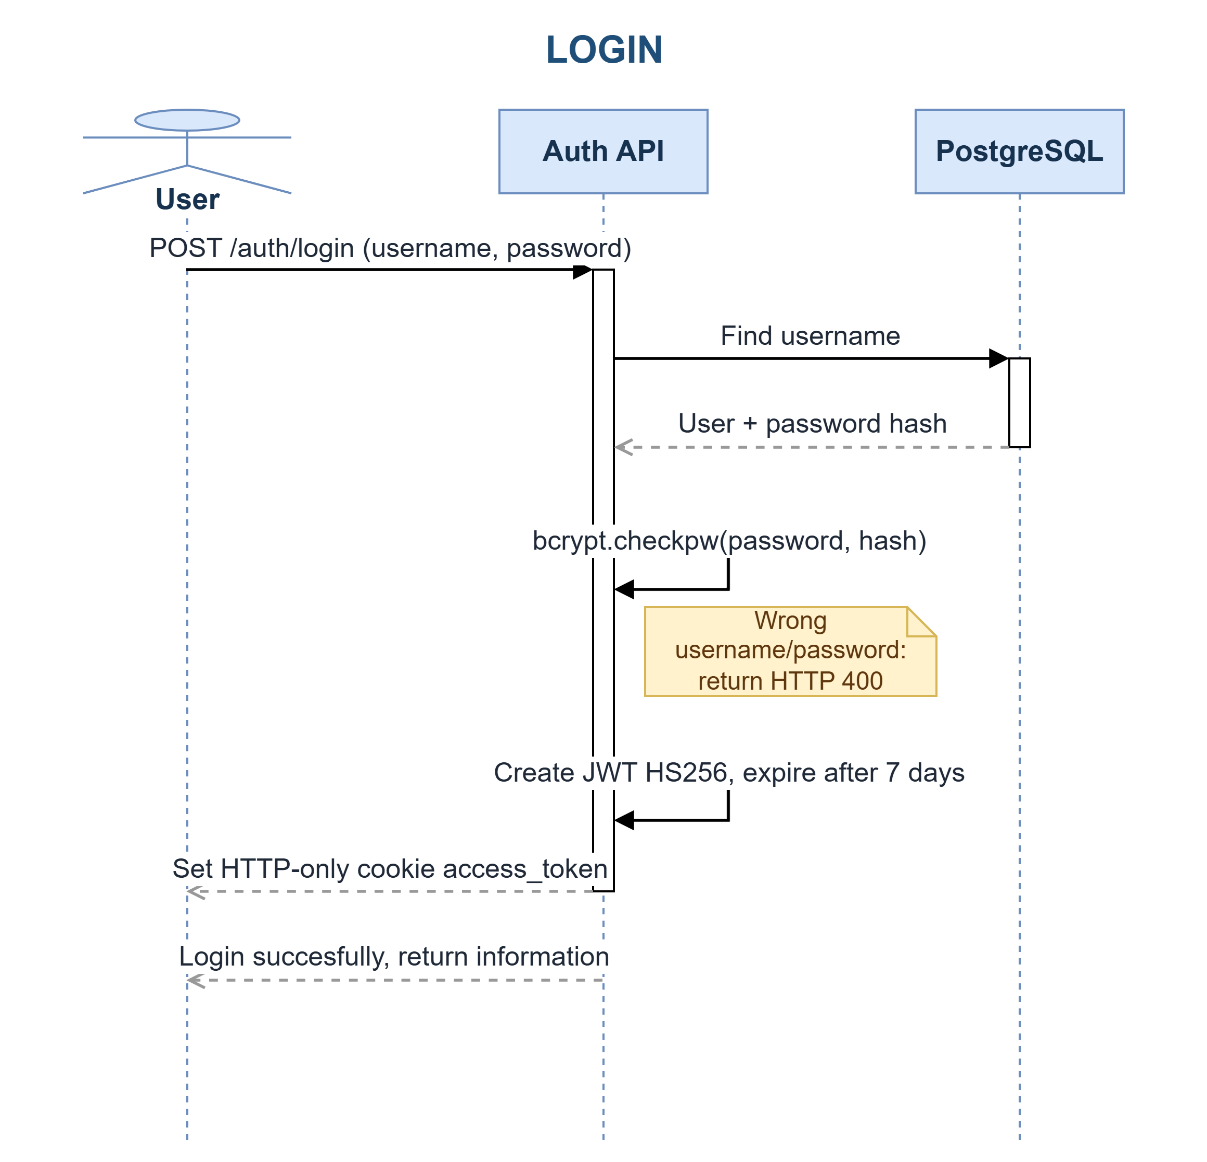 LOGIN
User
Auth API
PostgreSQL
POST /auth/login (username, password)
Find username
User + password hash
bcrypt.checkpw(password, hash)
Wrong
username/password:
return HTTP 400
Create JWT HS256, expire after 7 days
Set HTTP-only cookie access_token
Login succesfully, return information